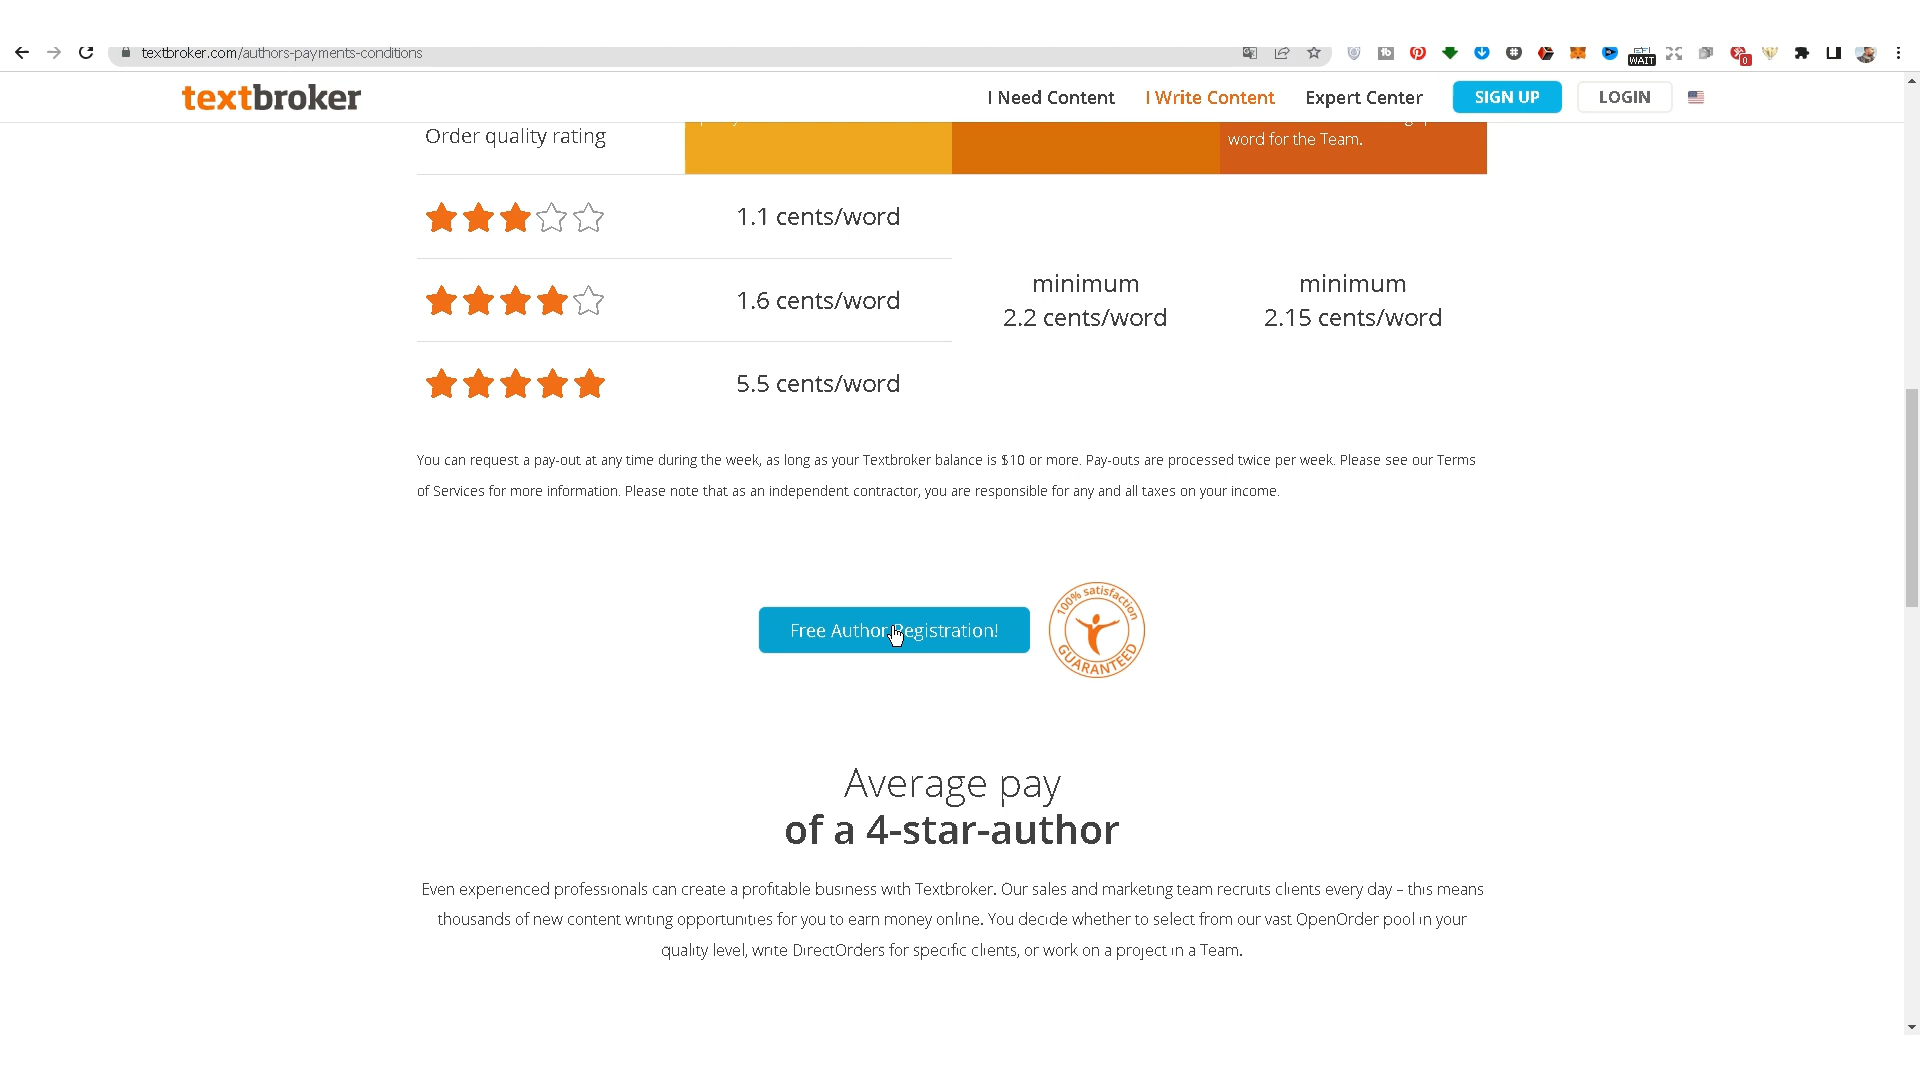 textbroker.com/authors-payments-conditions
WAIT
0
textbroker
I Need Content
I Write Content
Expert Center
SIGN UP
LOGIN
Order quality rating
word for the Team.
1.1 cents/word
1.6 cents/word
5.5 cents/word
minimum
2.2 cents/word
minimum
2.15 cents/word
You can request a pay-out at any time during the week, as long as your Textbroker balance is $10 or more. Pay-outs are processed twice per week. Please see our Terms
of Services for more information. Please note that as an independent contractor, you are responsible for any and all taxes on your income.
Free Author Registration!
100% satisfaction
GUARANTEED
Average pay
of a 4-star-author
Even experienced professionals can create a profitable business with Textbroker. Our sales and marketing team recruits clients every day – this means
thousands of new content writing opportunities for you to earn money online. You decide whether to select from our vast OpenOrder pool in your
quality level, write DirectOrders for specific clients, or work on a project in a Team.